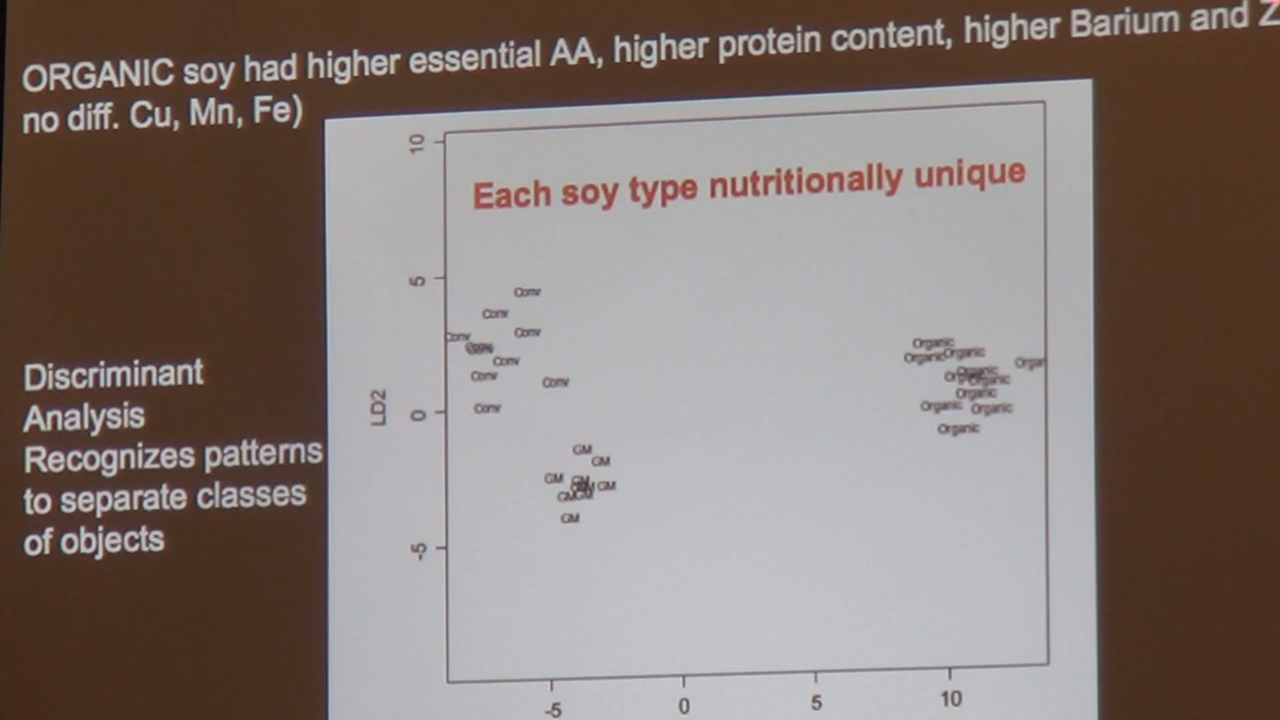 ORGANIC soy had higher essential AA, higher protein content, higher Barium and
no diff. Cu, Mn, Fe)
Each soy type nutritionally unique
Discriminant
Analysis
Recognizes patterns
to separate classes
of objects
LD2
10
5
0
-5
-5
0
5
10
Conv
Conv
Conv
Conv
Conv
Conv
Conv
Conv
Conv
GM
GM
GM
GM
GM
GM
GM
Organic
Organic
Organic
Organ
Organic
Organic
Organic
Organic
Organic
Organic